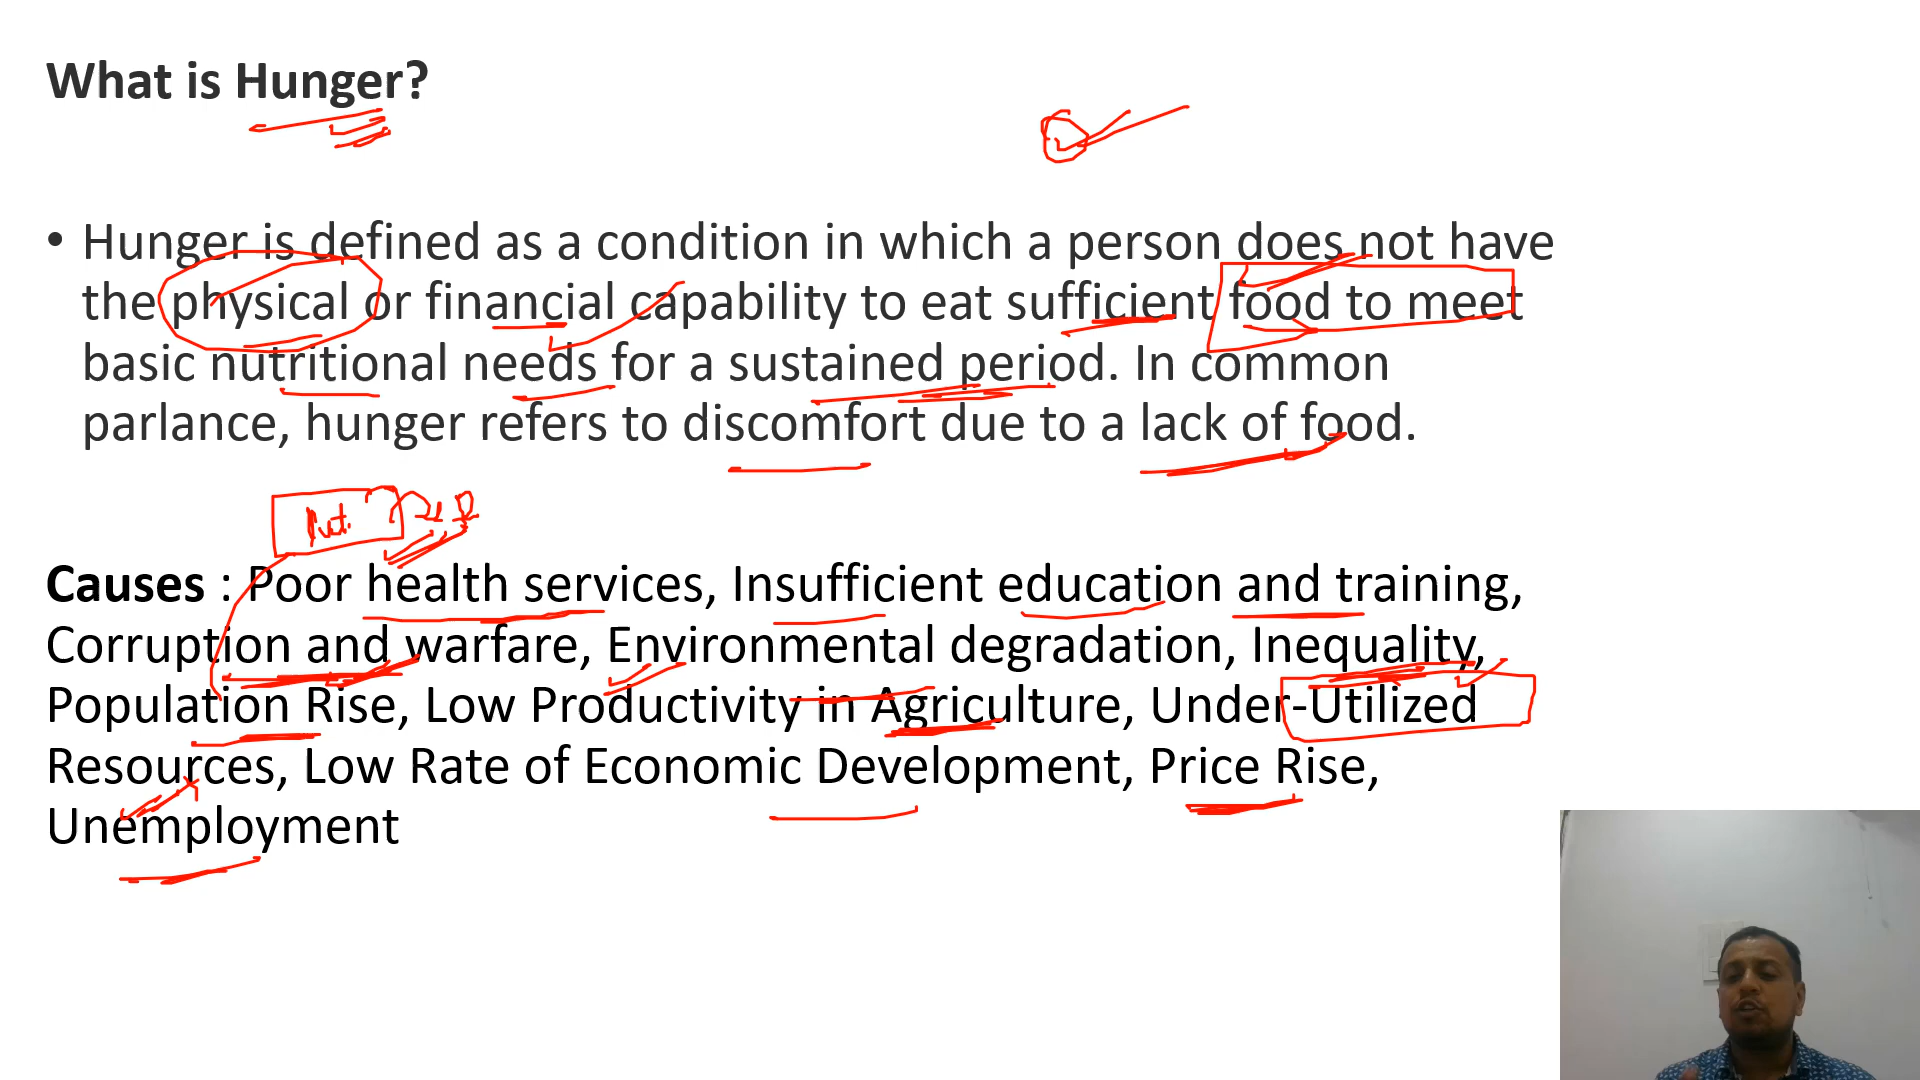 What is Hunger?
• Hunger is defined as a condition in which a person does not have
the physical or financial capability to eat sufficient food to meet
basic nutritional needs for a sustained period. In common
parlance, hunger refers to discomfort due to a lack of food.
Causes : Poor health services, Insufficient education and training,
Corruption and warfare, Environmental degradation, Inequality,
Population Rise, Low Productivity in Agriculture, Under-Utilized
Resources, Low Rate of Economic Development, Price Rise,
Unemployment